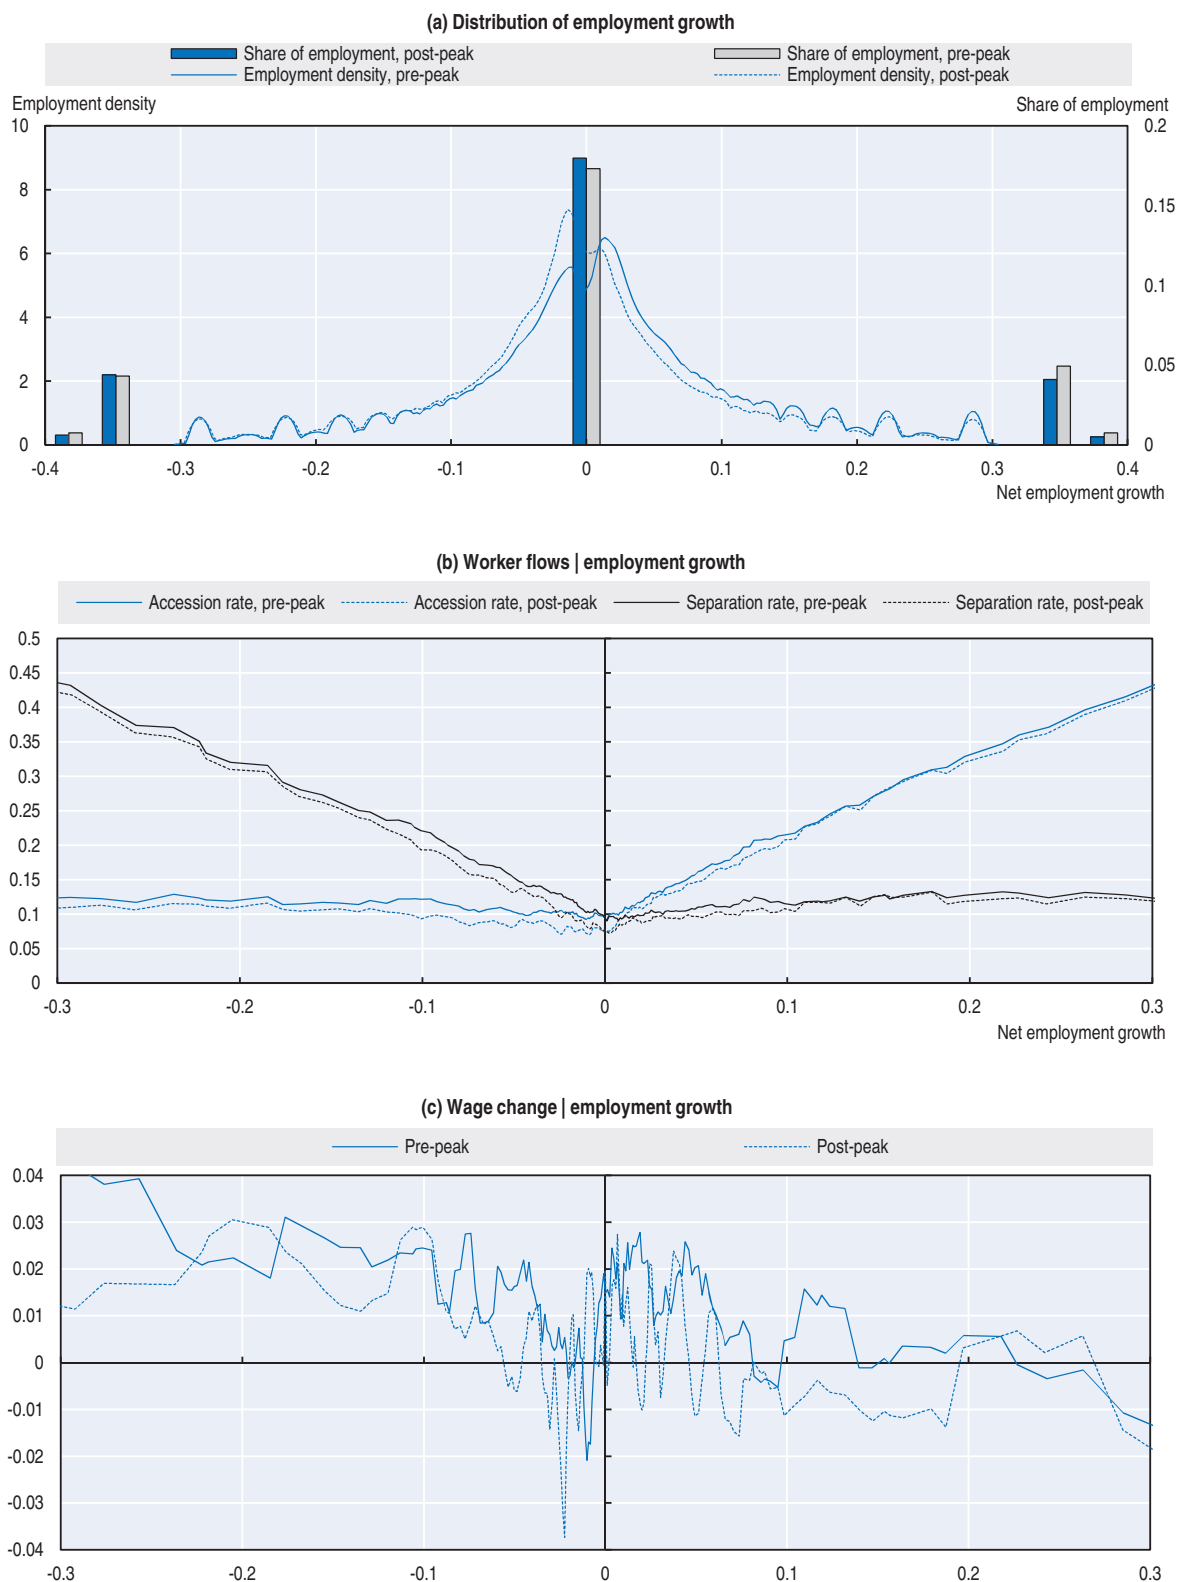 (a) Distribution of employment growth
Share of employment, post-peak Share of employment, pre-peak
Employment density, pre-peak Employment density, post-peak
Employment density Share of employment
10 0.2
8 0.15
6
0.1
4
0.05
2
0 0
-0.4 -0.3 -0.2 -0.1 0 0.1 0.2 0.3 0.4
Net employment growth
(b) Worker flows | employment growth
Accession rate, pre-peak Accession rate, post-peak Separation rate, pre-peak Separation rate, post-peak
0.5
0.45
0.4
0.35
0.3
0.25
0.2
0.15
0.1
0.05
0
-0.3 -0.2 -0.1 0 0.1 0.2 0.3
Net employment growth
(c) Wage change | employment growth
Pre-peak Post-peak
0.04
0.03
0.02
0.01
0
-0.01
-0.02
-0.03
-0.04
-0.3 -0.2 -0.1 0 0.1 0.2 0.3